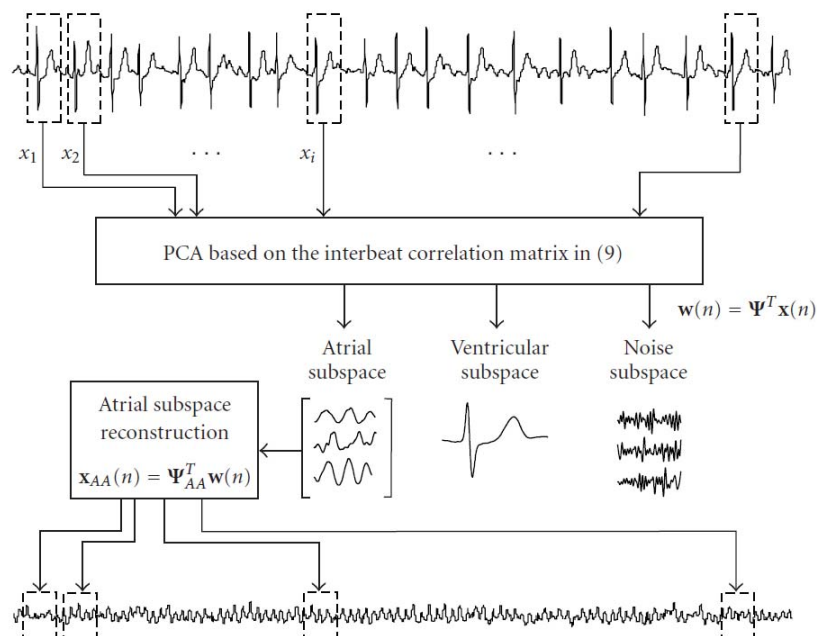 x₁ x₂ · · · xᵢ · · ·
PCA based on the interbeat correlation matrix in (9)
w(n) = Ψᵀx(n)
Atrial
subspace
Ventricular
subspace
Noise
subspace
Atrial subspace
reconstruction
x_AA(n) = Ψ^T_AA w(n)